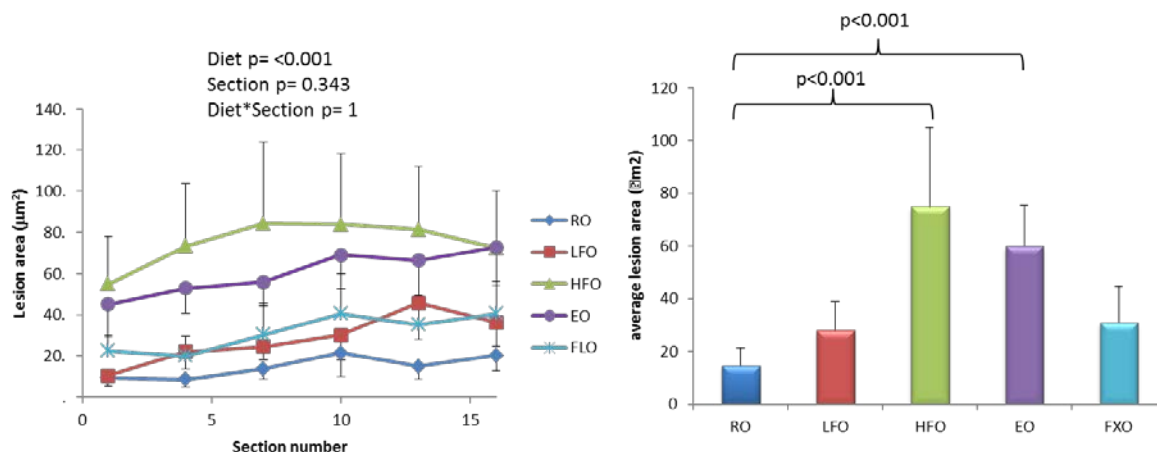 Diet p= <0.001
Section p= 0.343
Diet*Section p= 1
140.
120.
100.
80.
60.
40.
20.
.
0
5
10
15
Lesion area (µm²)
Section number
RO
LFO
HFO
EO
FLO
p<0.001
p<0.001
120
100
80
60
40
20
0
average lesion area (⍰m2)
RO
LFO
HFO
EO
FXO